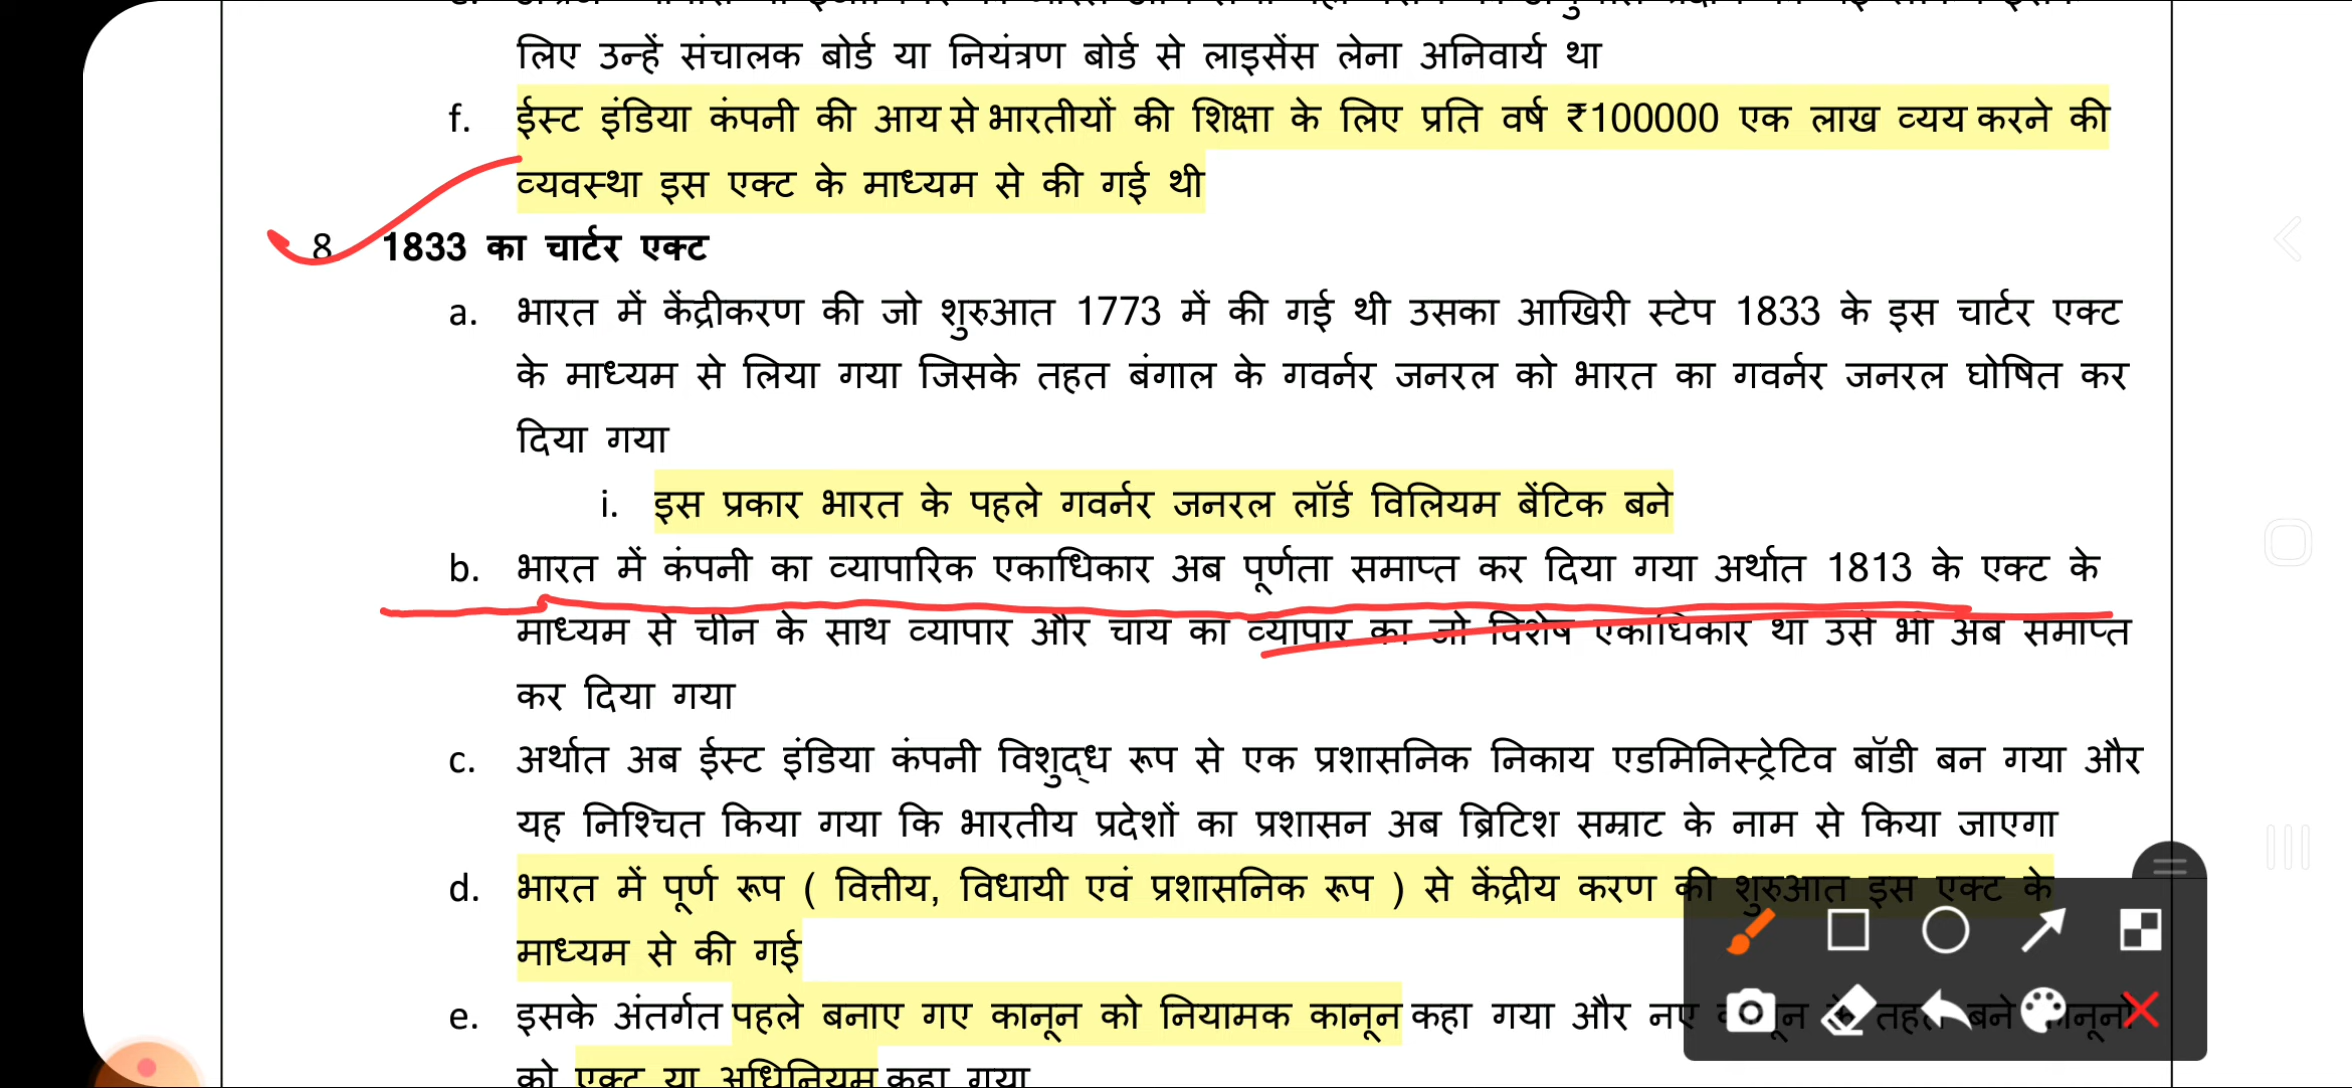 लिए उन्हें संचालक बोर्ड या नियंत्रण बोर्ड से लाइसेंस लेना अनिवार्य था
f. ईस्ट इंडिया कंपनी की आय से भारतीयों की शिक्षा के लिए प्रति वर्ष ₹100000 एक लाख व्यय करने की
व्यवस्था इस एक्ट के माध्यम से की गई थी
8 1833 का चार्टर एक्ट
a. भारत में केंद्रीकरण की जो शुरुआत 1773 में की गई थी उसका आखिरी स्टेप 1833 के इस चार्टर एक्ट
के माध्यम से लिया गया जिसके तहत बंगाल के गवर्नर जनरल को भारत का गवर्नर जनरल घोषित कर
दिया गया
i. इस प्रकार भारत के पहले गवर्नर जनरल लॉर्ड विलियम बेंटिक बने
b. भारत में कंपनी का व्यापारिक एकाधिकार अब पूर्णता समाप्त कर दिया गया अर्थात 1813 के एक्ट के
माध्यम से चीन के साथ व्यापार और चाय का व्यापार का जो विशेष एकाधिकार था उसे भी अब समाप्त
कर दिया गया
c. अर्थात अब ईस्ट इंडिया कंपनी विशुद्ध रूप से एक प्रशासनिक निकाय एडमिनिस्ट्रेटिव बॉडी बन गया और
यह निश्चित किया गया कि भारतीय प्रदेशों का प्रशासन अब ब्रिटिश सम्राट के नाम से किया जाएगा
d. भारत में पूर्ण रूप ( वित्तीय, विधायी एवं प्रशासनिक रूप ) से केंद्रीय करण की शुरुआत इस एक्ट के
माध्यम से की गई
e. इसके अंतर्गत पहले बनाए गए कानून को नियामक कानून कहा गया और नए तहत बने
को एक्ट या अधिनियम कहा गया